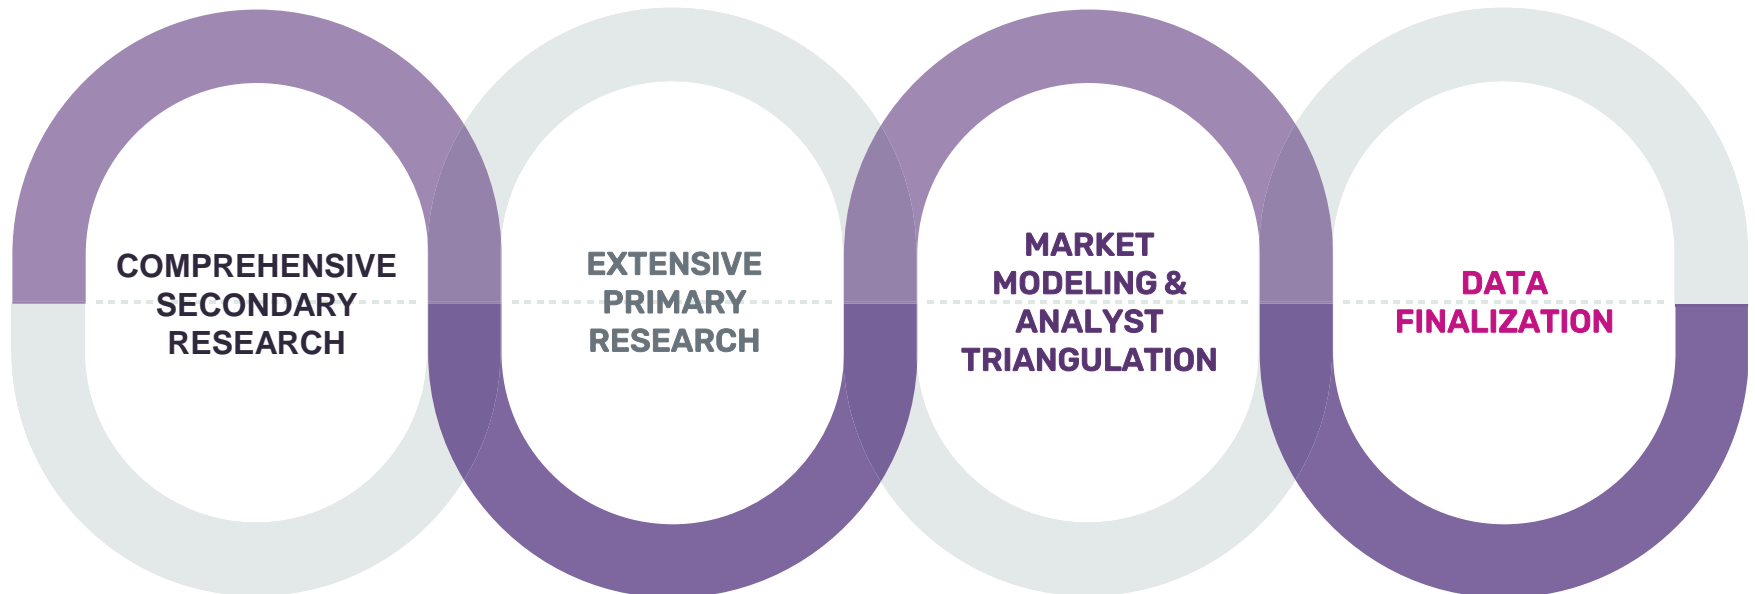 COMPREHENSIVE
SECONDARY
RESEARCH
EXTENSIVE
PRIMARY
RESEARCH
MARKET
MODELING &
ANALYST
TRIANGULATION
DATA
FINALIZATION